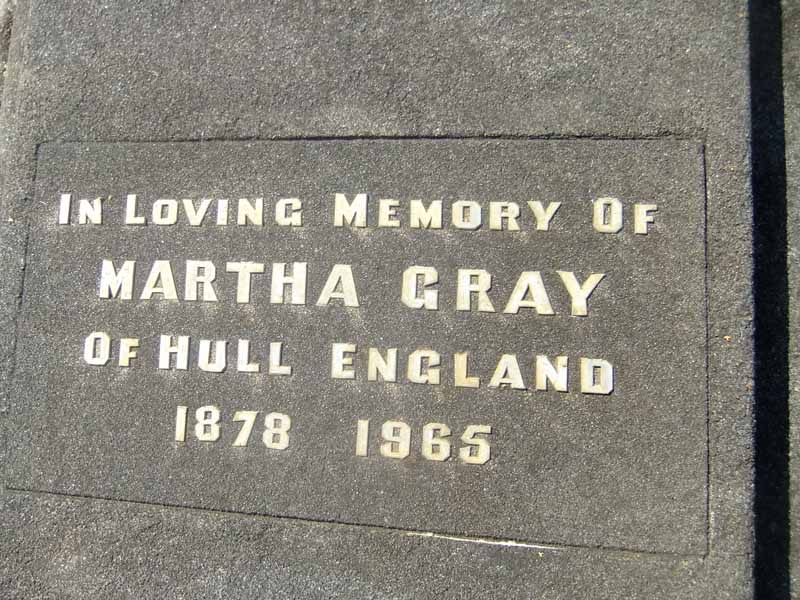 In Loving Memory Of
MARTHA GRAY
Of HULL ENGLAND
1878 1965